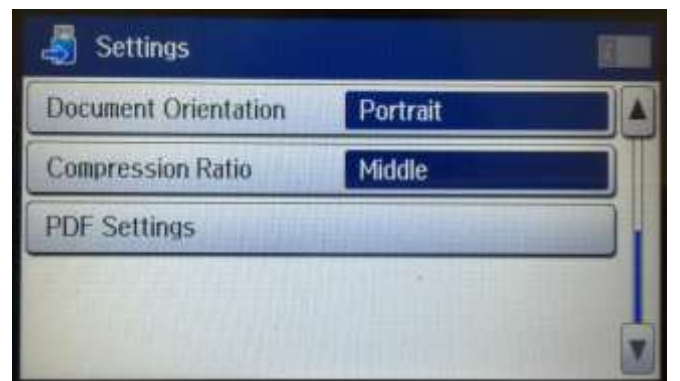 Settings
Document Orientation Portrait
Compression Ratio Middle
PDF Settings